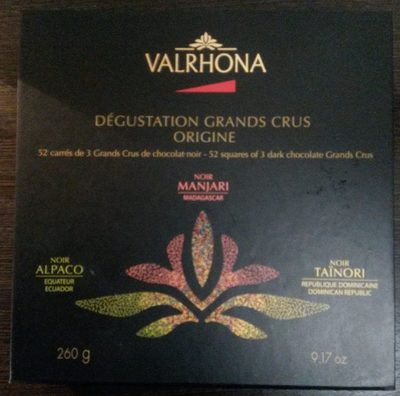 VALRHONA
DÉGUSTATION GRANDS CRUS
ORIGINE
52 carrés de 3 Grands Crus de chocolat noir - 52 squares of 3 dark chocolate Grands Crus
NOIR
MANJARI
MADAGASCAR
NOIR
ALPACO
EQUATEUR
ECUADOR
NOIR
TAÏNORI
REPUBLIQUE DOMINICAINE
DOMINICAN REPUBLIC
260 g
9.17 oz